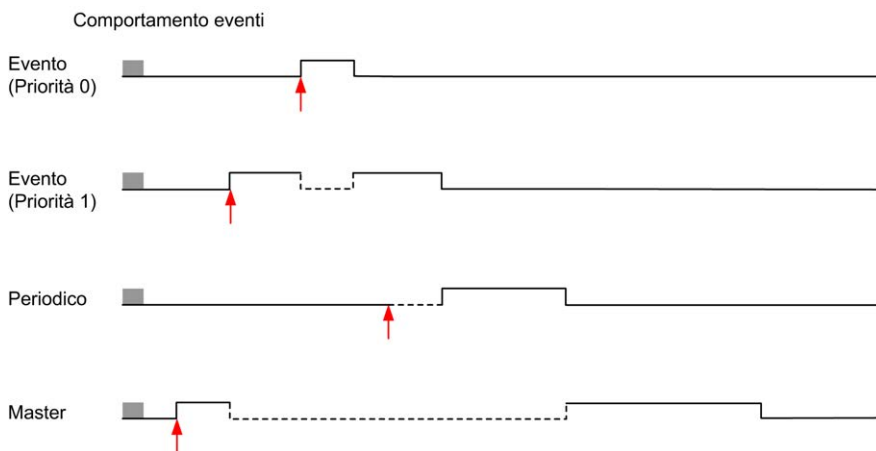 Comportamento eventi
Evento
(Priorità 0)
Evento
(Priorità 1)
Periodico
Master